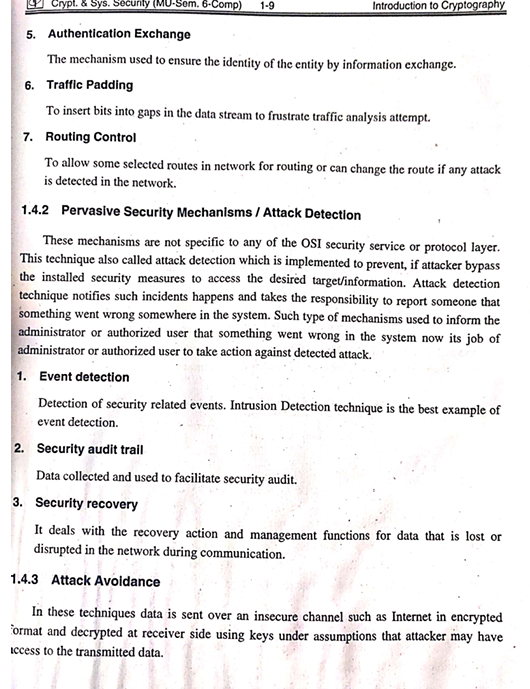 Crypt. & Sys. Security (MU-Sem. 6-Comp) 1-9 Introduction to Cryptography
5. Authentication Exchange
The mechanism used to ensure the identity of the entity by information exchange.
6. Traffic Padding
To insert bits into gaps in the data stream to frustrate traffic analysis attempt.
7. Routing Control
To allow some selected routes in network for routing or can change the route if any attack
is detected in the network.
1.4.2 Pervasive Security Mechanisms / Attack Detection
These mechanisms are not specific to any of the OSI security service or protocol layer.
This technique also called attack detection which is implemented to prevent, if attacker bypass
the installed security measures to access the desired target/information. Attack detection
technique notifies such incidents happens and takes the responsibility to report someone that
something went wrong somewhere in the system. Such type of mechanisms used to inform the
administrator or authorized user that something went wrong in the system now its job of
administrator or authorized user to take action against detected attack.
1. Event detection
Detection of security related events. Intrusion Detection technique is the best example of
event detection.
2. Security audit trail
Data collected and used to facilitate security audit.
3. Security recovery
It deals with the recovery action and management functions for data that is lost or
disrupted in the network during communication.
1.4.3 Attack Avoidance
In these techniques data is sent over an insecure channel such as Internet in encrypted
format and decrypted at receiver side using keys under assumptions that attacker may have
access to the transmitted data.